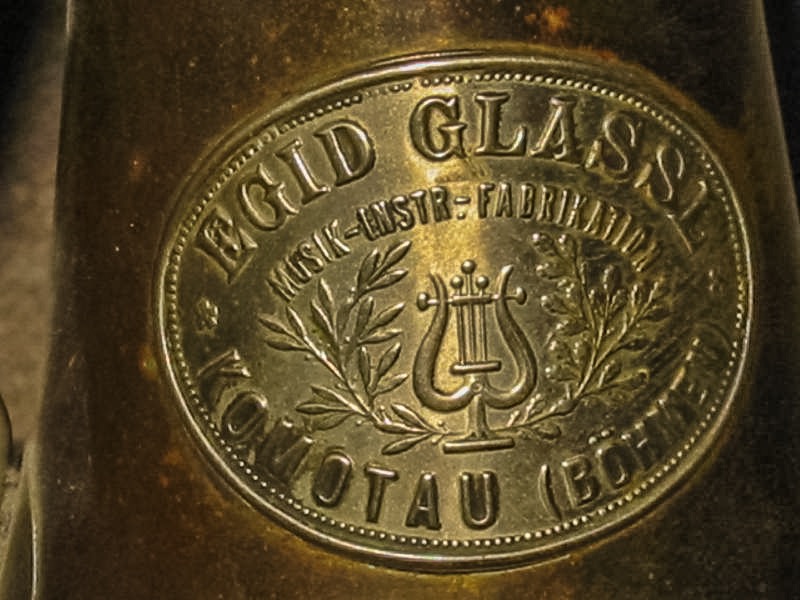 EGID GLASSL
MUSIK-INSTR:-FABRIKATION
KOMOTAU (BÖHMEN)